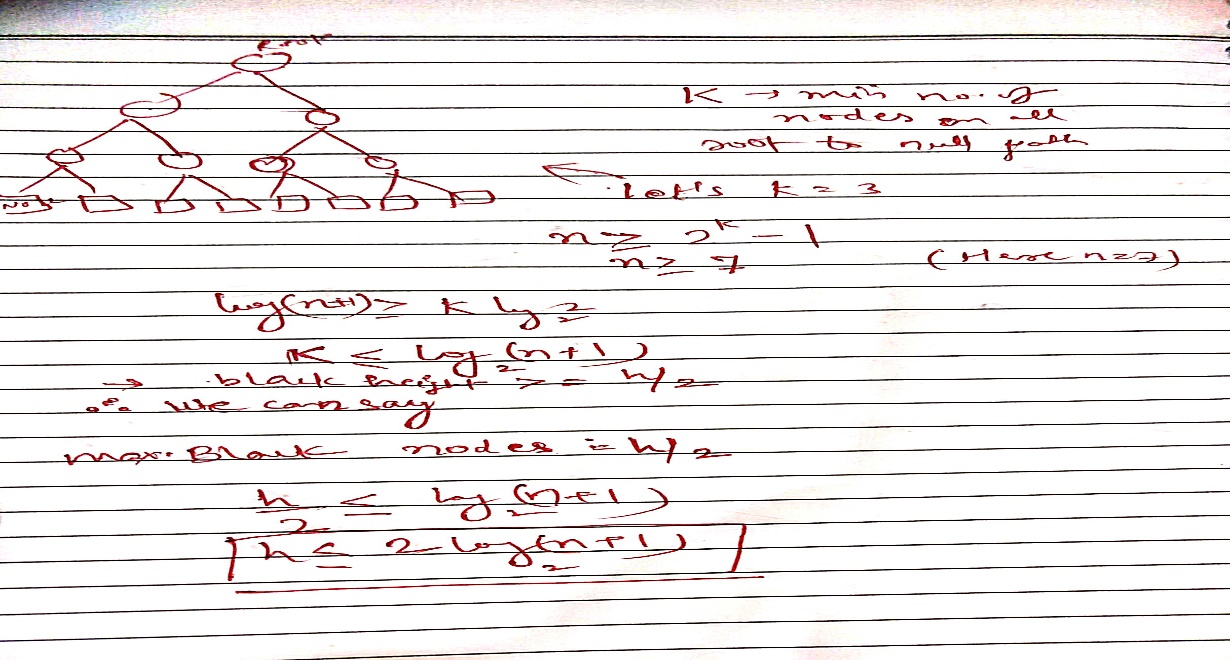 Root
K → min no. of
nodes on all
root to null path
Let's k = 3
NULL
n ≥ 2^k - 1
n ≥ 7 (Here n=7)
log(n+1) ≥ K log 2
K ≤ log₂(n+1)
→ black height >= h/2
∴ We can say
max. Black nodes = h/2
h/2 ≤ log₂(n+1)
h ≤ 2 log₂(n+1)